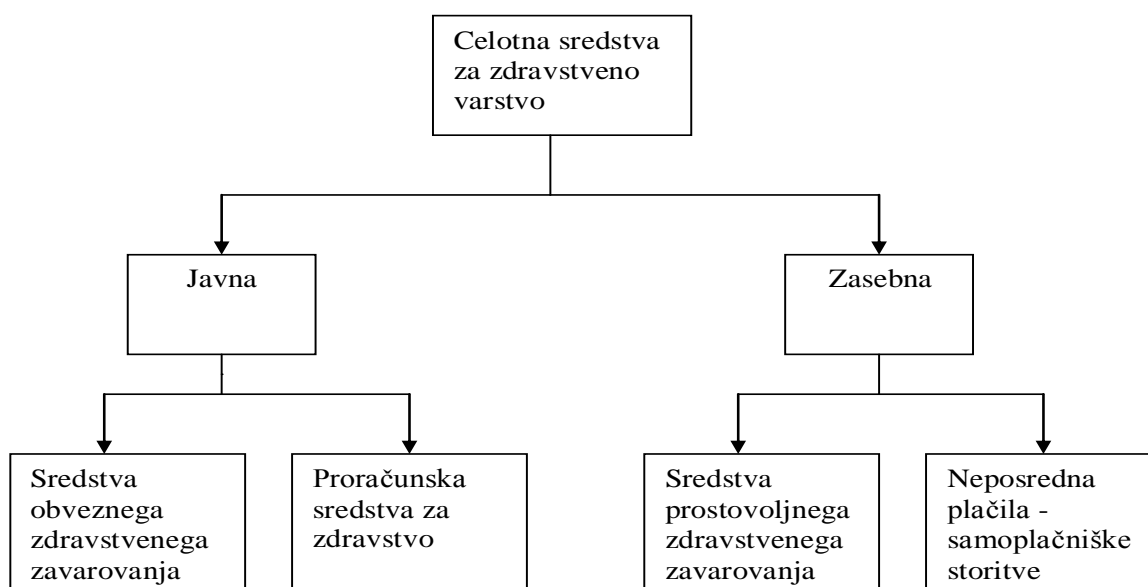 Celotna sredstva
za zdravstveno
varstvo
Javna
Zasebna
Sredstva
obveznega
zdravstvenega
zavarovanja
Proračunska
sredstva za
zdravstvo
Sredstva
prostovoljnega
zdravstvenega
zavarovanja
Neposredna
plačila -
samoplačniške
storitve